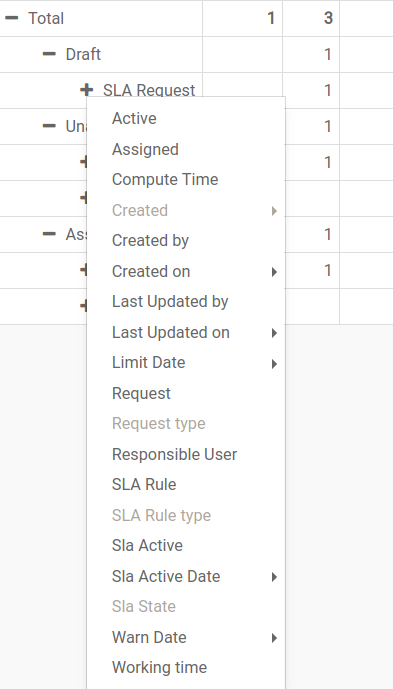 Total 1 3
Draft 1
SLA Request 1
1
1
1
1
Active
Assigned
Compute Time
Created
Created by
Created on
Last Updated by
Last Updated on
Limit Date
Request
Request type
Responsible User
SLA Rule
SLA Rule type
Sla Active
Sla Active Date
Sla State
Warn Date
Working time